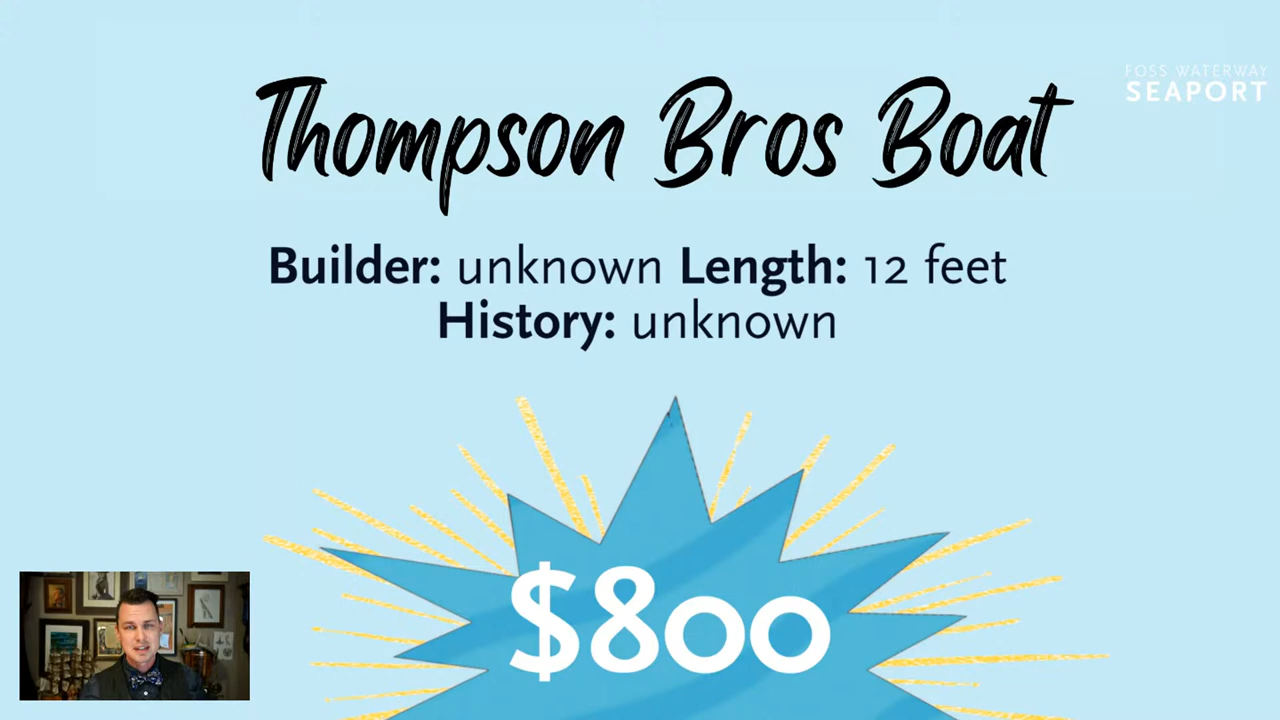 Thompson Bros Boat
FOSS WATERWAY
SEAPORT
Builder: unknown Length: 12 feet
History: unknown
$800